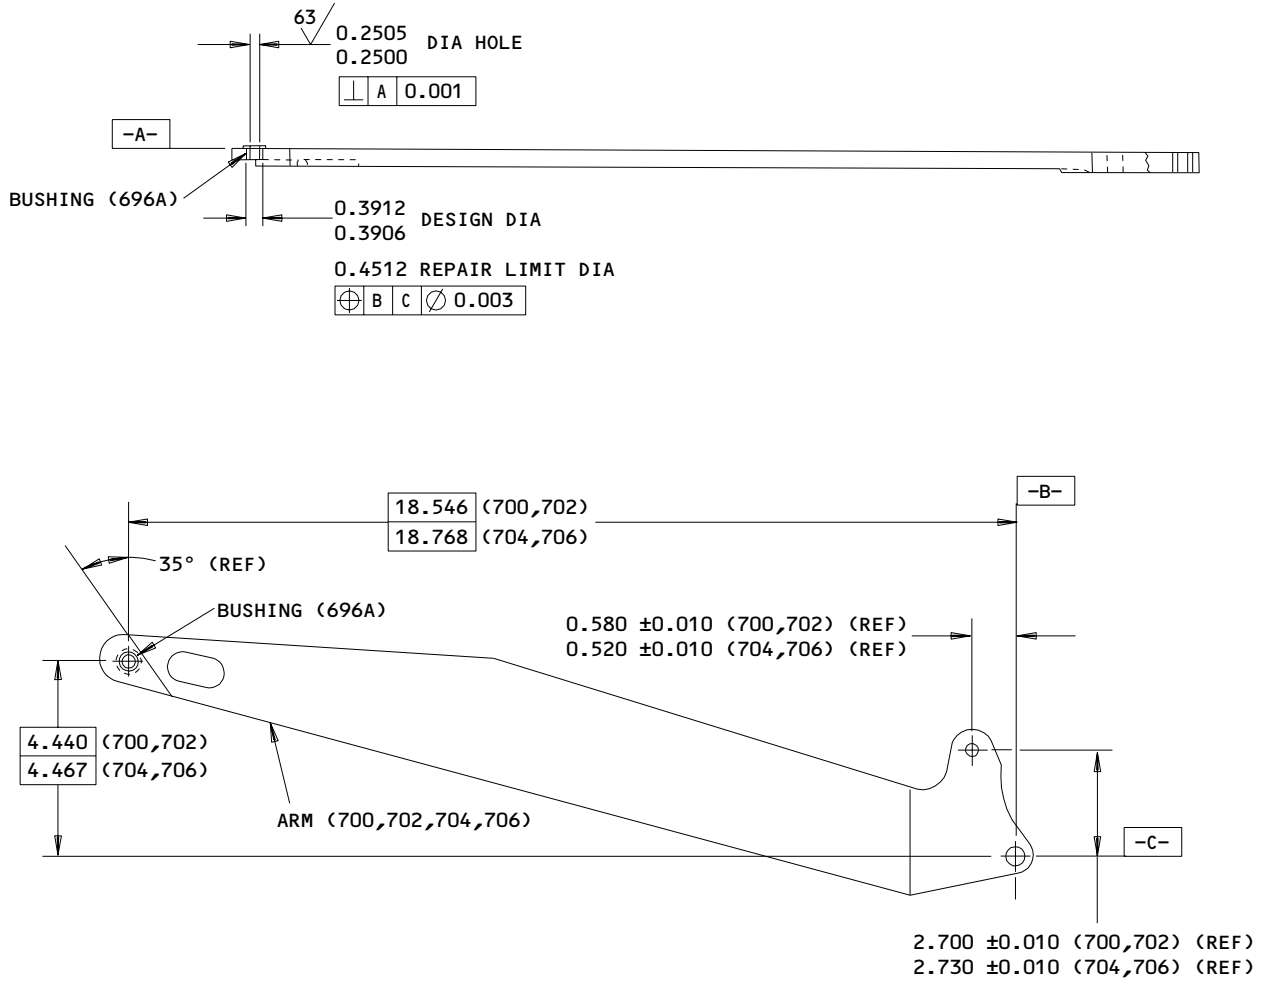 63
0.2505
0.2500
DIA HOLE
⊥ A 0.001
-A-
BUSHING (696A)
0.3912
0.3906
DESIGN DIA
0.4512 REPAIR LIMIT DIA
⌖ B C ⌀ 0.003
-B-
18.546 (700,702)
18.768 (704,706)
35° (REF)
BUSHING (696A)
0.580 ±0.010 (700,702) (REF)
0.520 ±0.010 (704,706) (REF)
4.440 (700,702)
4.467 (704,706)
ARM (700,702,704,706)
-C-
2.700 ±0.010 (700,702) (REF)
2.730 ±0.010 (704,706) (REF)